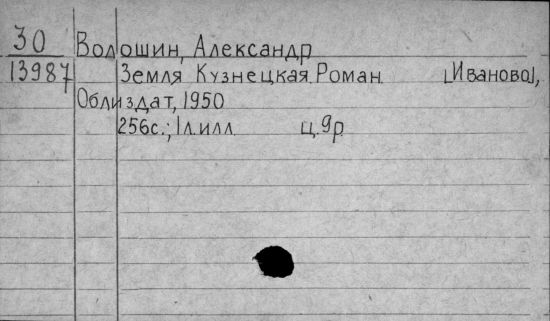 30
Волошин, Александр
13987
Земля Кузнецкая. Роман. [Иваново],
Облиздат, 1950
256с.; 1л.илл ц. 9р